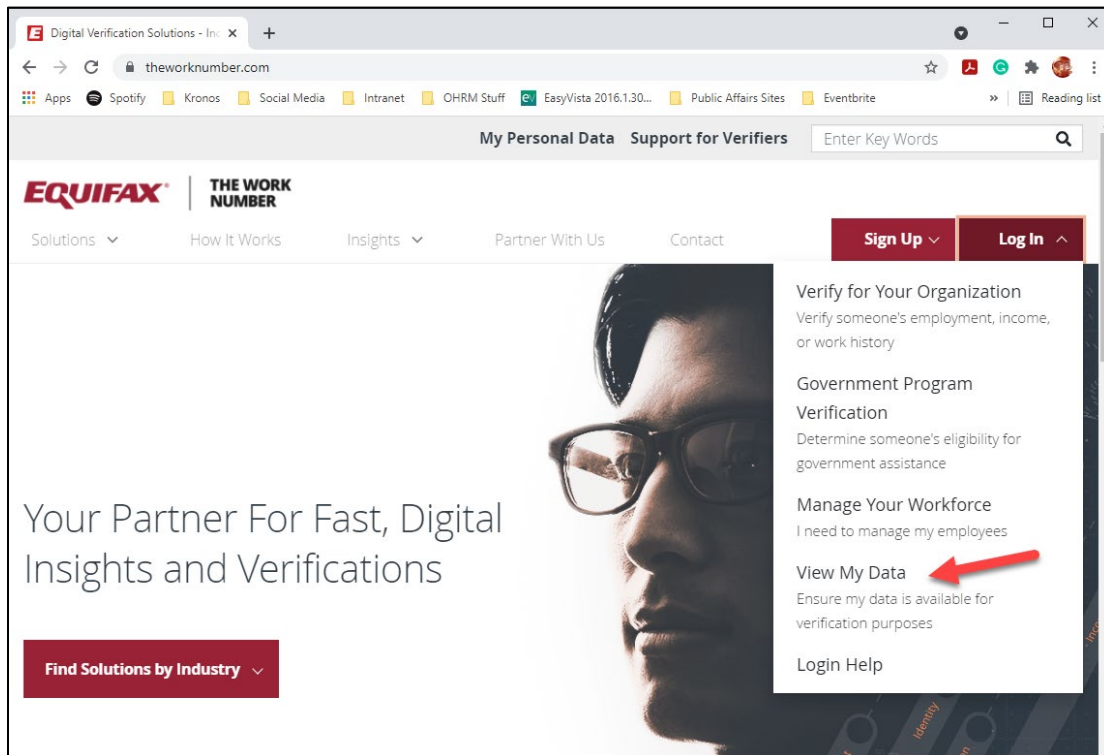 Digital Verification Solutions - Inc
theworknumber.com
Apps Spotify Kronos Social Media Intranet OHRM Stuff EasyVista 2016.1.30... Public Affairs Sites Eventbrite » Reading list
My Personal Data Support for Verifiers Enter Key Words
EQUIFAX® THE WORK
NUMBER
Solutions How It Works Insights Partner With Us Contact Sign Up Log In
Verify for Your Organization
Verify someone's employment, income,
or work history
Government Program
Verification
Determine someone's eligibility for
government assistance
Manage Your Workforce
I need to manage my employees
View My Data
Ensure my data is available for
verification purposes
Login Help
Your Partner For Fast, Digital
Insights and Verifications
Find Solutions by Industry
Identity